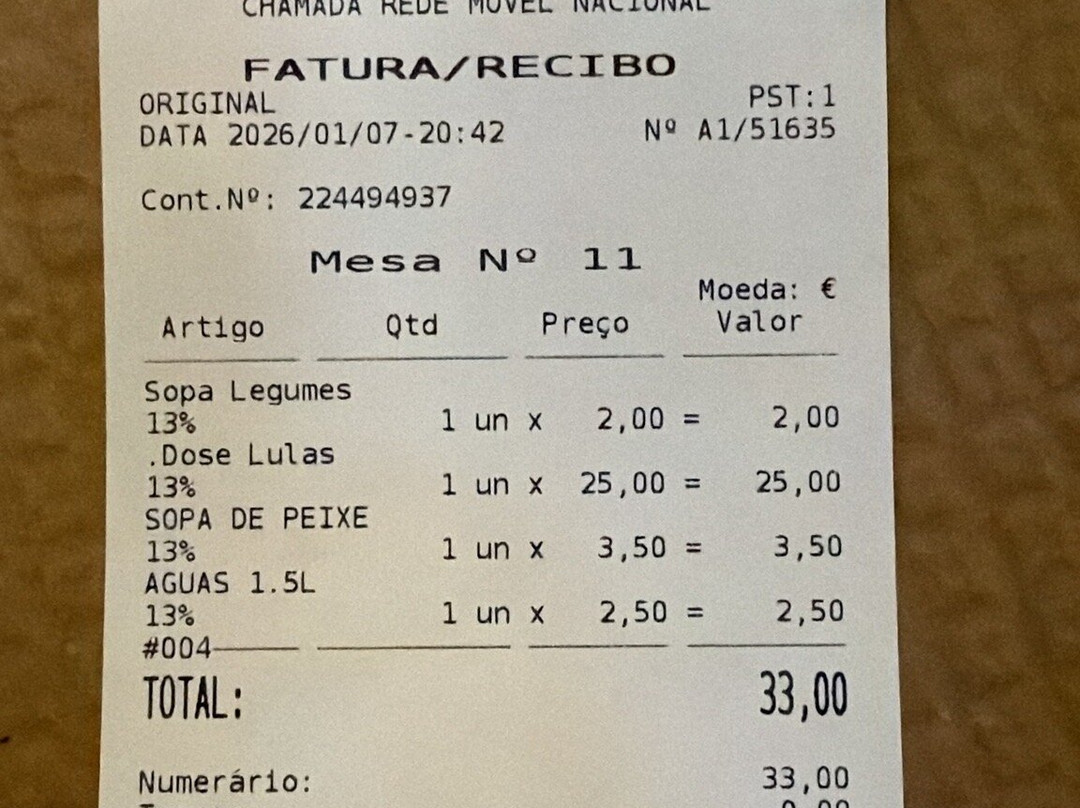 CHAMADA REDE MOVEL NACIONAL
FATURA/RECIBO
ORIGINAL PST:1
DATA 2026/01/07-20:42 Nº A1/51635
Cont.Nº: 224494937
Mesa Nº 11
Moeda: €
Artigo Qtd Preço Valor
Sopa Legumes
13% 1 un x 2,00 = 2,00
.Dose Lulas
13% 1 un x 25,00 = 25,00
SOPA DE PEIXE
13% 1 un x 3,50 = 3,50
AGUAS 1.5L
13% 1 un x 2,50 = 2,50
#004
TOTAL: 33,00
Numerário: 33,00